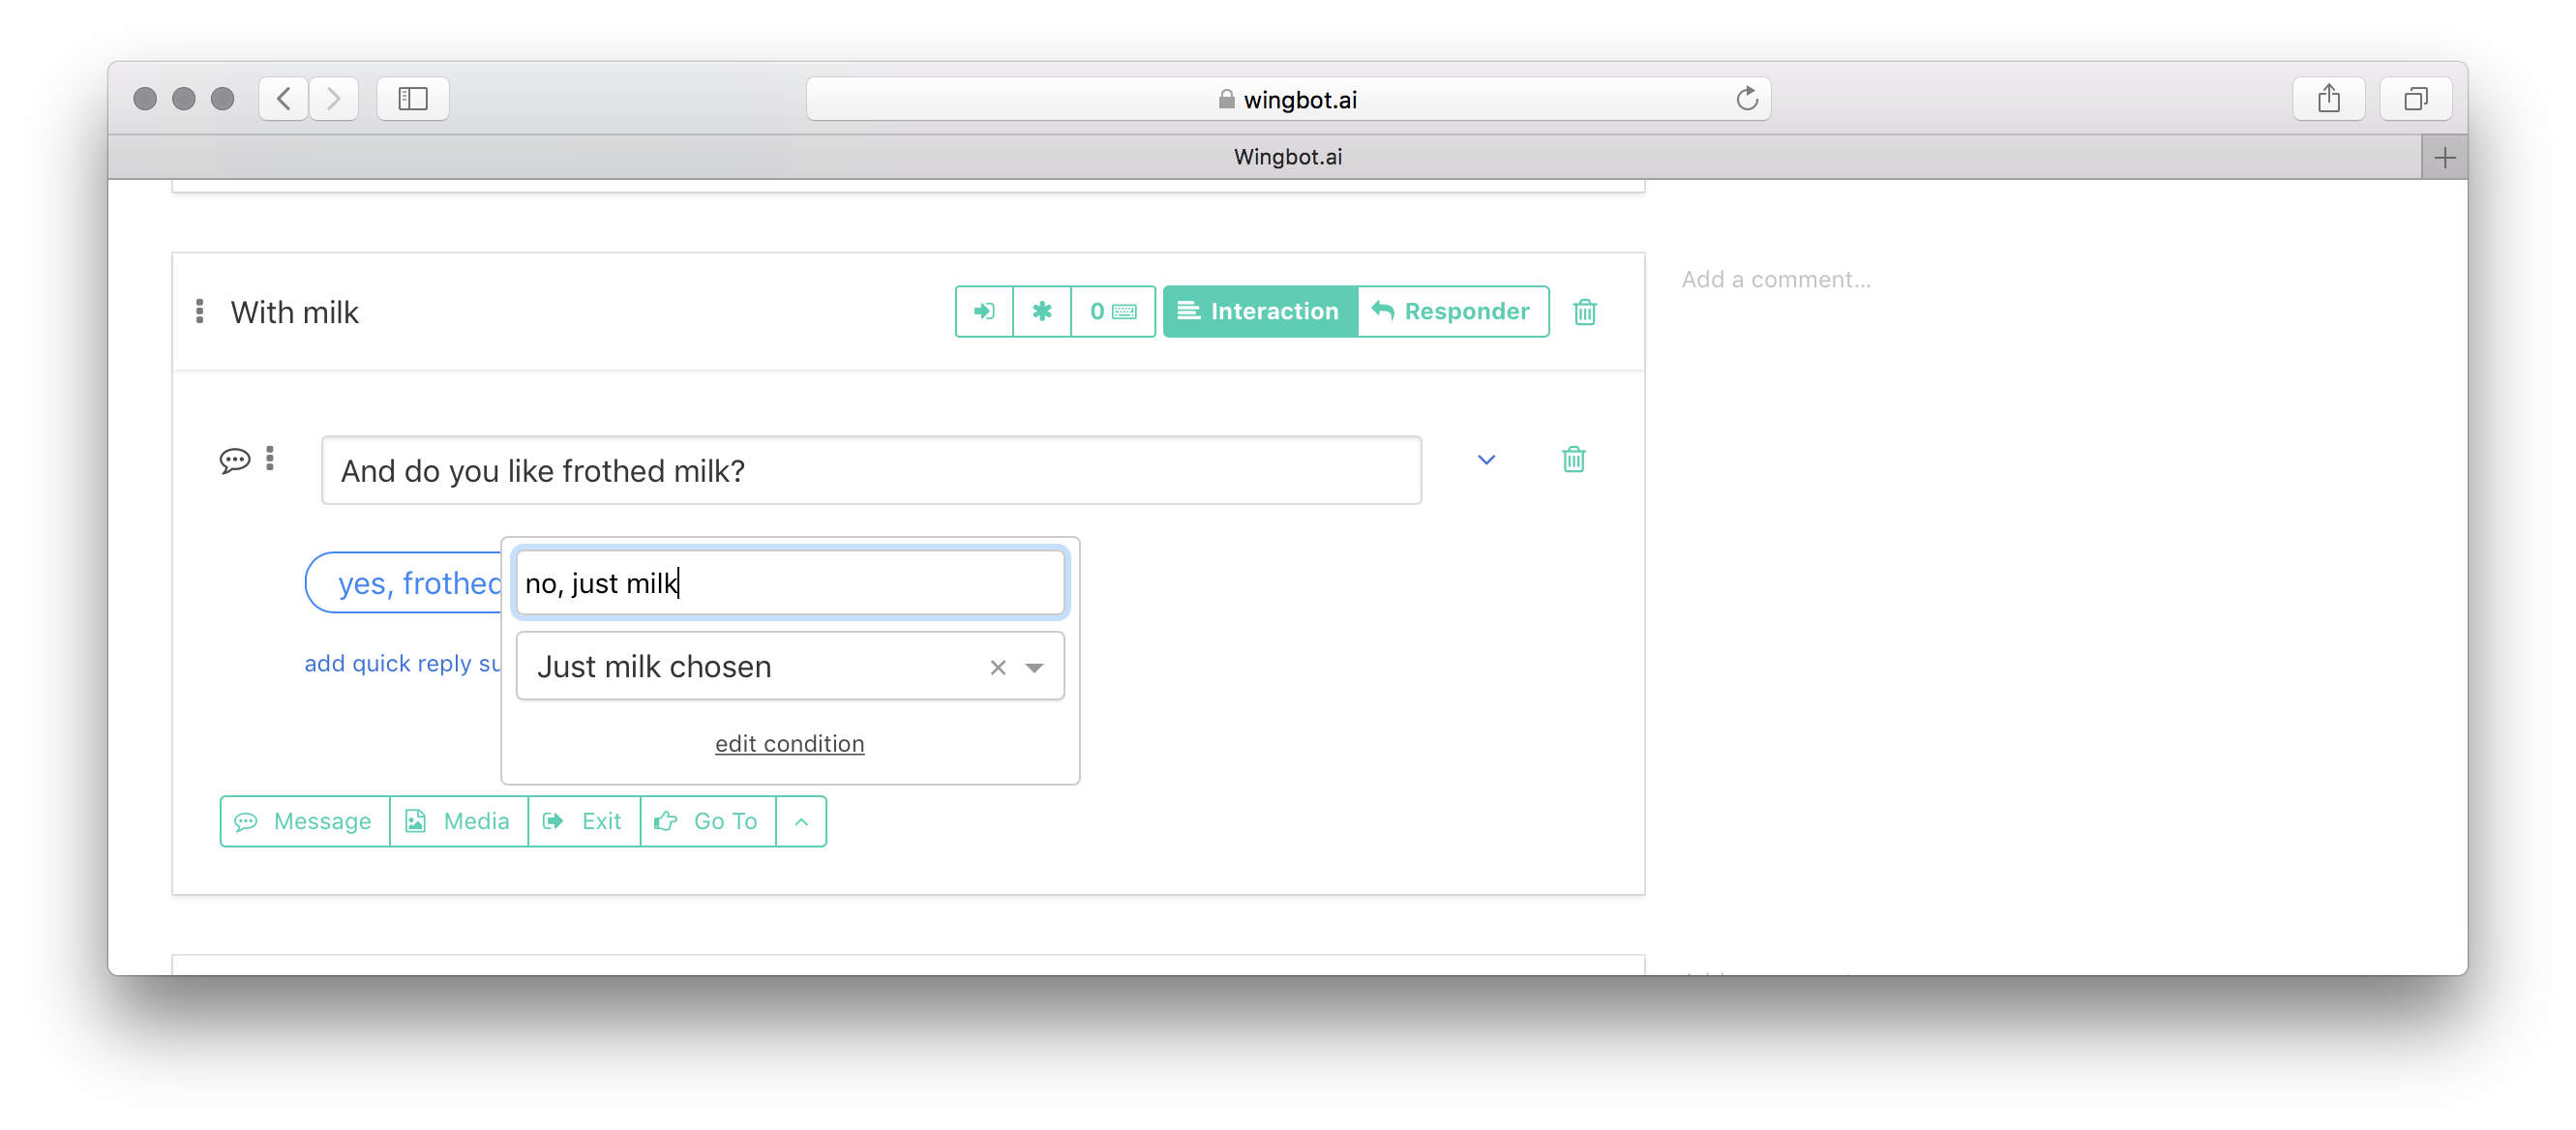 wingbot.ai
Wingbot.ai
With milk
0
Interaction
Responder
Add a comment...
And do you like frothed milk?
yes, frothed
no, just milk
add quick reply su
Just milk chosen
edit condition
Message
Media
Exit
Go To